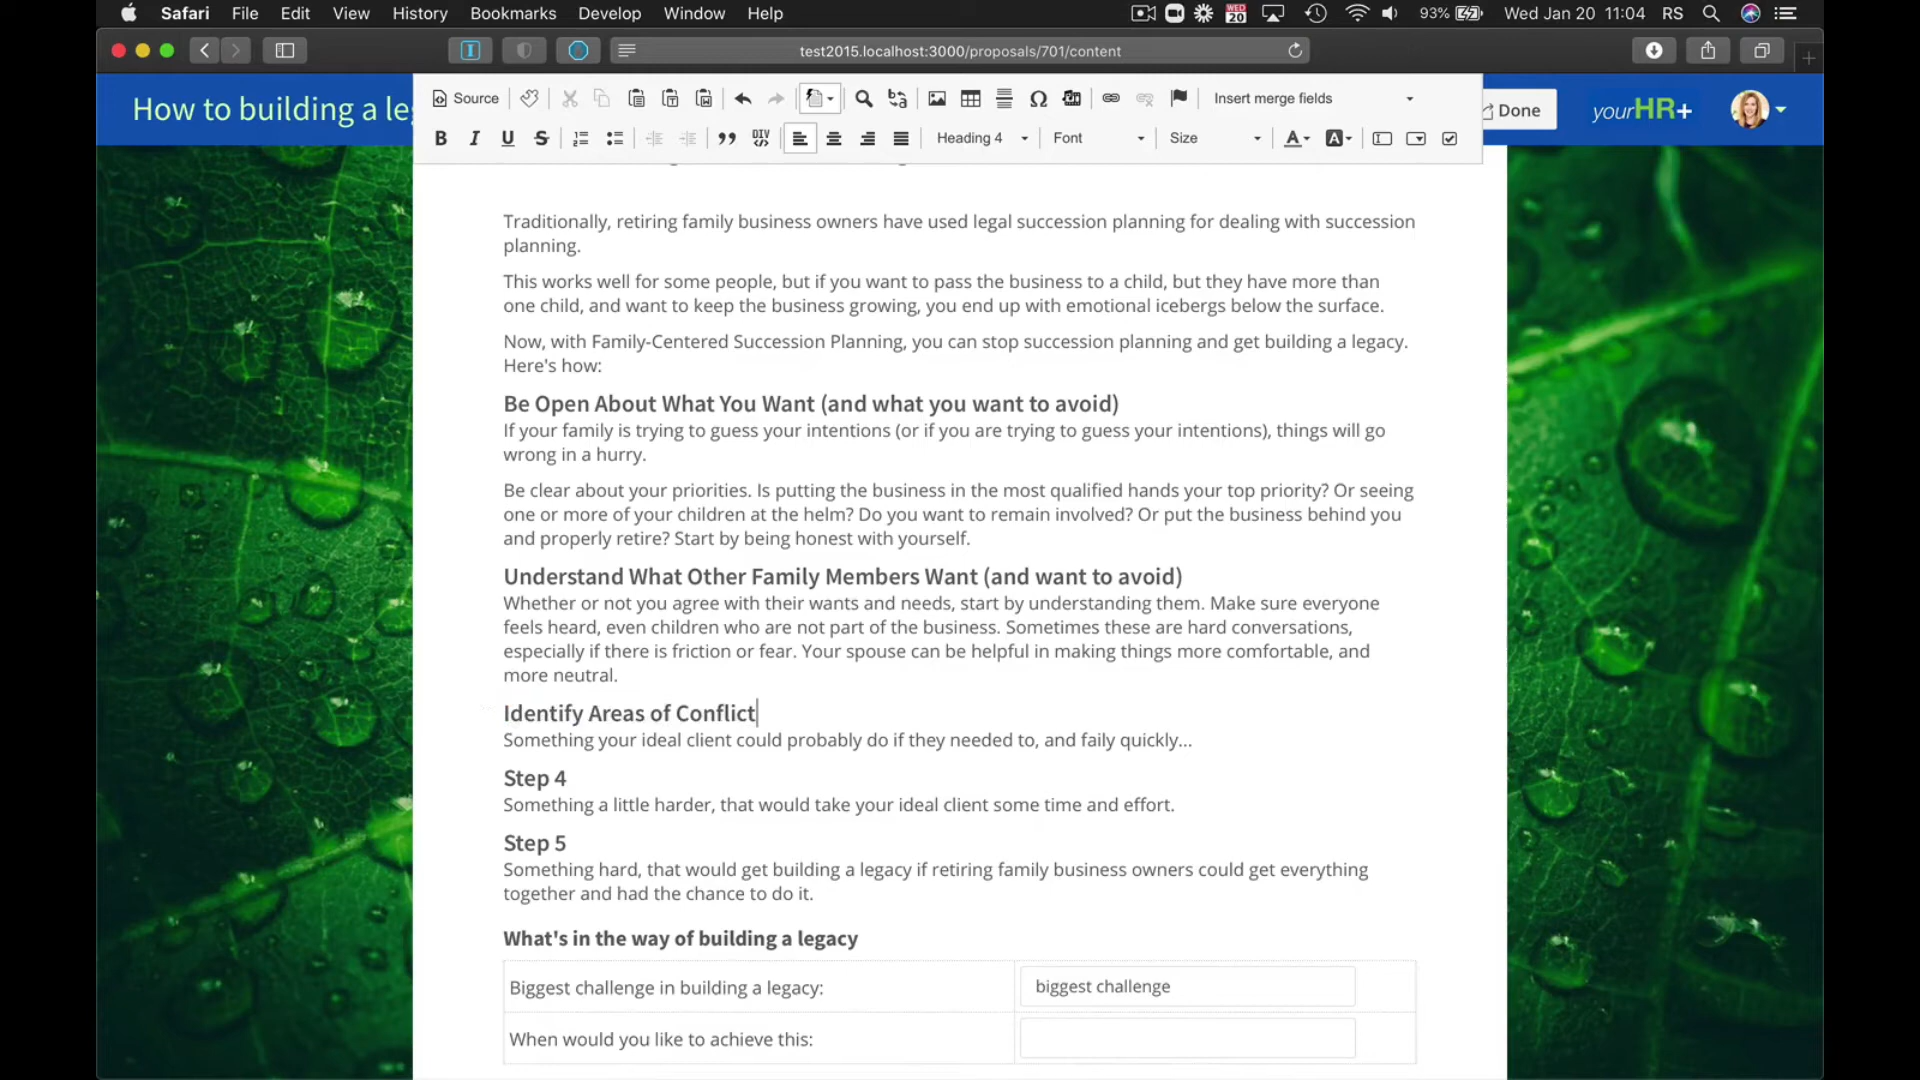 Safari File Edit View History Bookmarks Develop Window Help WED 20 93% Wed Jan 20 11:04 RS
test2015.localhost:3000/proposals/701/content
How to building a leg
Source Insert merge fields
Done
yourHR+
B I U S DIV Heading 4 Font Size A A
Traditionally, retiring family business owners have used legal succession planning for dealing with succession
planning.
This works well for some people, but if you want to pass the business to a child, but they have more than
one child, and want to keep the business growing, you end up with emotional icebergs below the surface.
Now, with Family-Centered Succession Planning, you can stop succession planning and get building a legacy.
Here's how:
Be Open About What You Want (and what you want to avoid)
If your family is trying to guess your intentions (or if you are trying to guess your intentions), things will go
wrong in a hurry.
Be clear about your priorities. Is putting the business in the most qualified hands your top priority? Or seeing
one or more of your children at the helm? Do you want to remain involved? Or put the business behind you
and properly retire? Start by being honest with yourself.
Understand What Other Family Members Want (and want to avoid)
Whether or not you agree with their wants and needs, start by understanding them. Make sure everyone
feels heard, even children who are not part of the business. Sometimes these are hard conversations,
especially if there is friction or fear. Your spouse can be helpful in making things more comfortable, and
more neutral.
Identify Areas of Conflict
Something your ideal client could probably do if they needed to, and faily quickly...
Step 4
Something a little harder, that would take your ideal client some time and effort.
Step 5
Something hard, that would get building a legacy if retiring family business owners could get everything
together and had the chance to do it.
What's in the way of building a legacy
Biggest challenge in building a legacy: biggest challenge
When would you like to achieve this: